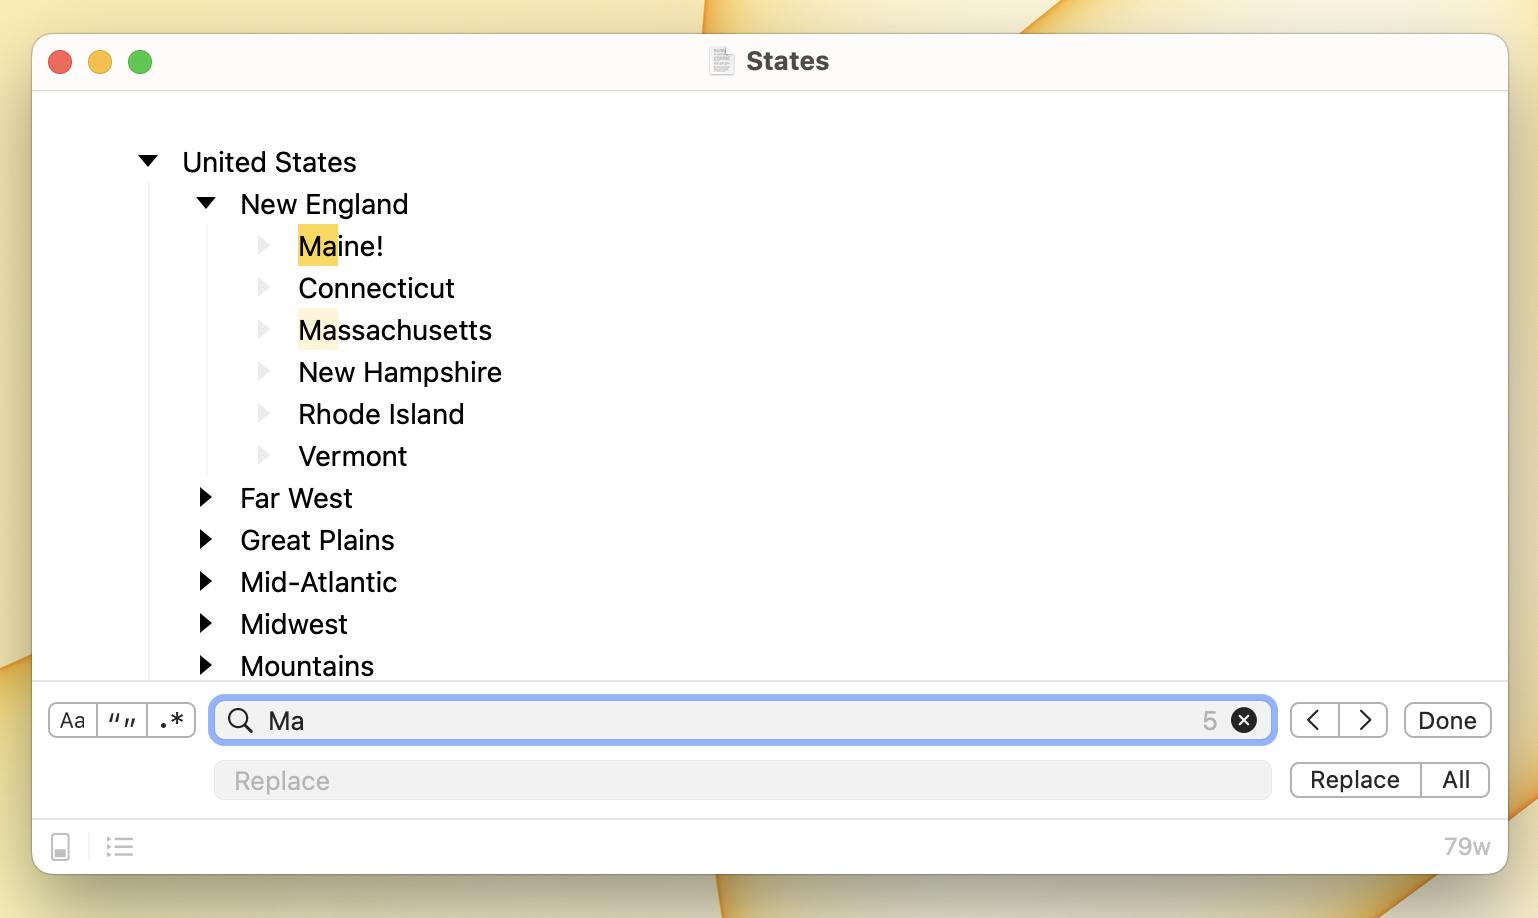 States
United States
New England
Maine!
Connecticut
Massachusetts
New Hampshire
Rhode Island
Vermont
Far West
Great Plains
Mid-Atlantic
Midwest
Mountains
Aa “ ” .* Ma 5 < > Done
Replace Replace All
79w